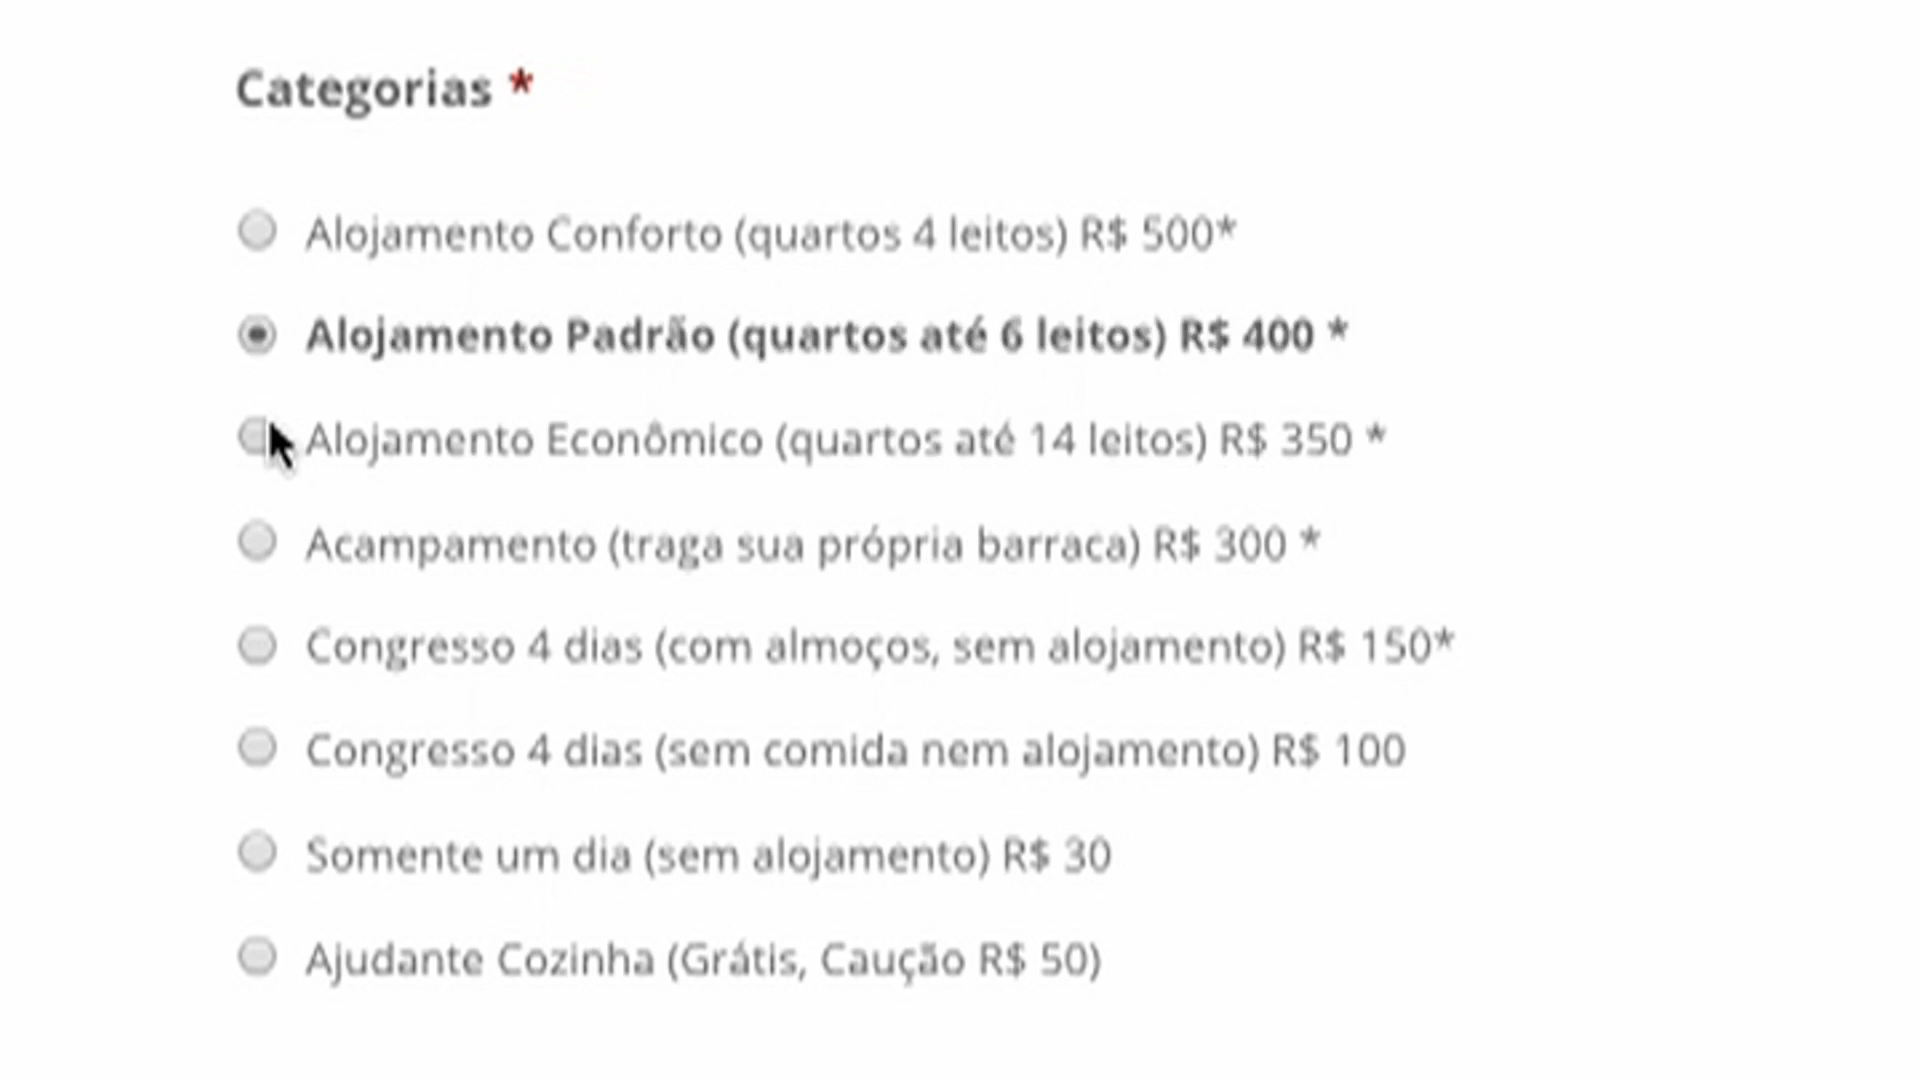 Categorias *
Alojamento Conforto (quartos 4 leitos) R$ 500*
Alojamento Padrão (quartos até 6 leitos) R$ 400 *
Alojamento Econômico (quartos até 14 leitos) R$ 350 *
Acampamento (traga sua própria barraca) R$ 300 *
Congresso 4 dias (com almoços, sem alojamento) R$ 150*
Congresso 4 dias (sem comida nem alojamento) R$ 100
Somente um dia (sem alojamento) R$ 30
Ajudante Cozinha (Grátis, Caução R$ 50)